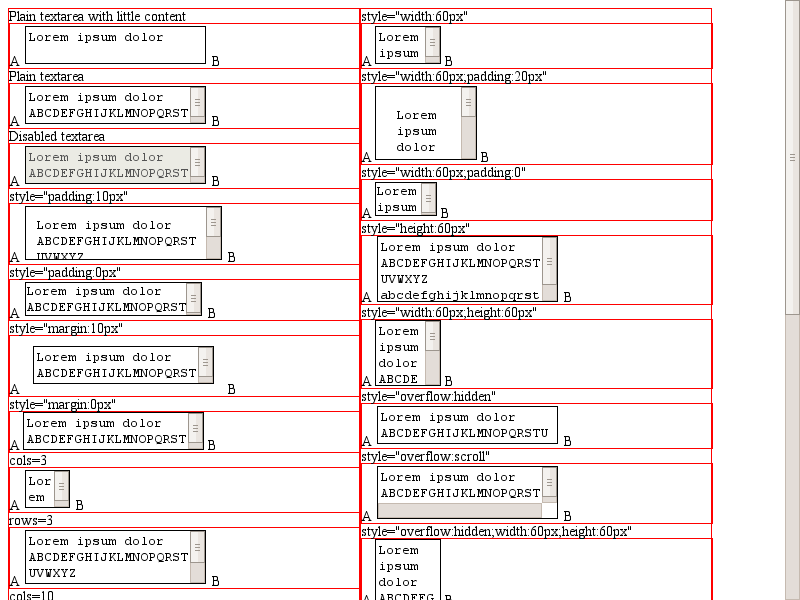 Plain textarea with little content
Lorem ipsum dolor
A B
Plain textarea
Lorem ipsum dolor
ABCDEFGHIJKLMNOPQRST
A B
Disabled textarea
Lorem ipsum dolor
ABCDEFGHIJKLMNOPQRST
A B
style="padding:10px"
Lorem ipsum dolor
ABCDEFGHIJKLMNOPQRST
UVWXYZ
A B
style="padding:0px"
Lorem ipsum dolor
ABCDEFGHIJKLMNOPQRST
A B
style="margin:10px"
Lorem ipsum dolor
ABCDEFGHIJKLMNOPQRST
A B
style="margin:0px"
Lorem ipsum dolor
ABCDEFGHIJKLMNOPQRST
A B
cols=3
Lor
em
A B
rows=3
Lorem ipsum dolor
ABCDEFGHIJKLMNOPQRST
UVWXYZ
A B
cols=10
style="width:60px"
Lorem
ipsum
A B
style="width:60px;padding:20px"
Lorem
ipsum
dolor
A B
style="width:60px;padding:0"
Lorem
ipsum
A B
style="height:60px"
Lorem ipsum dolor
ABCDEFGHIJKLMNOPQRST
UVWXYZ
abcdefghijklmnopqrst
A B
style="width:60px;height:60px"
Lorem
ipsum
dolor
ABCDE
A B
style="overflow:hidden"
Lorem ipsum dolor
ABCDEFGHIJKLMNOPQRSTU
A B
style="overflow:scroll"
Lorem ipsum dolor
ABCDEFGHIJKLMNOPQRST
A B
style="overflow:hidden;width:60px;height:60px"
Lorem
ipsum
dolor
ABCDEFG
A B